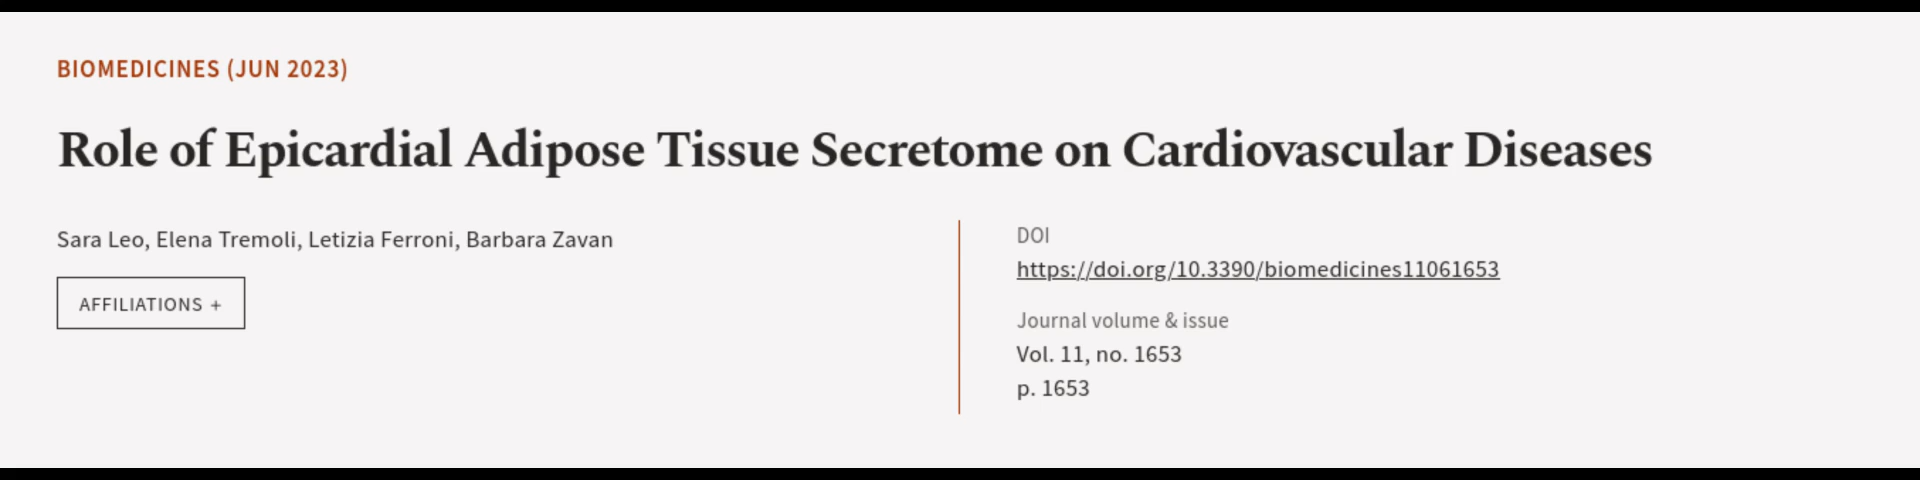 BIOMEDICINES (JUN 2023)
Role of Epicardial Adipose Tissue Secretome on Cardiovascular Diseases
Sara Leo, Elena Tremoli, Letizia Ferroni, Barbara Zavan
AFFILIATIONS +
DOI
https://doi.org/10.3390/biomedicines11061653
Journal volume & issue
Vol. 11, no. 1653
p. 1653